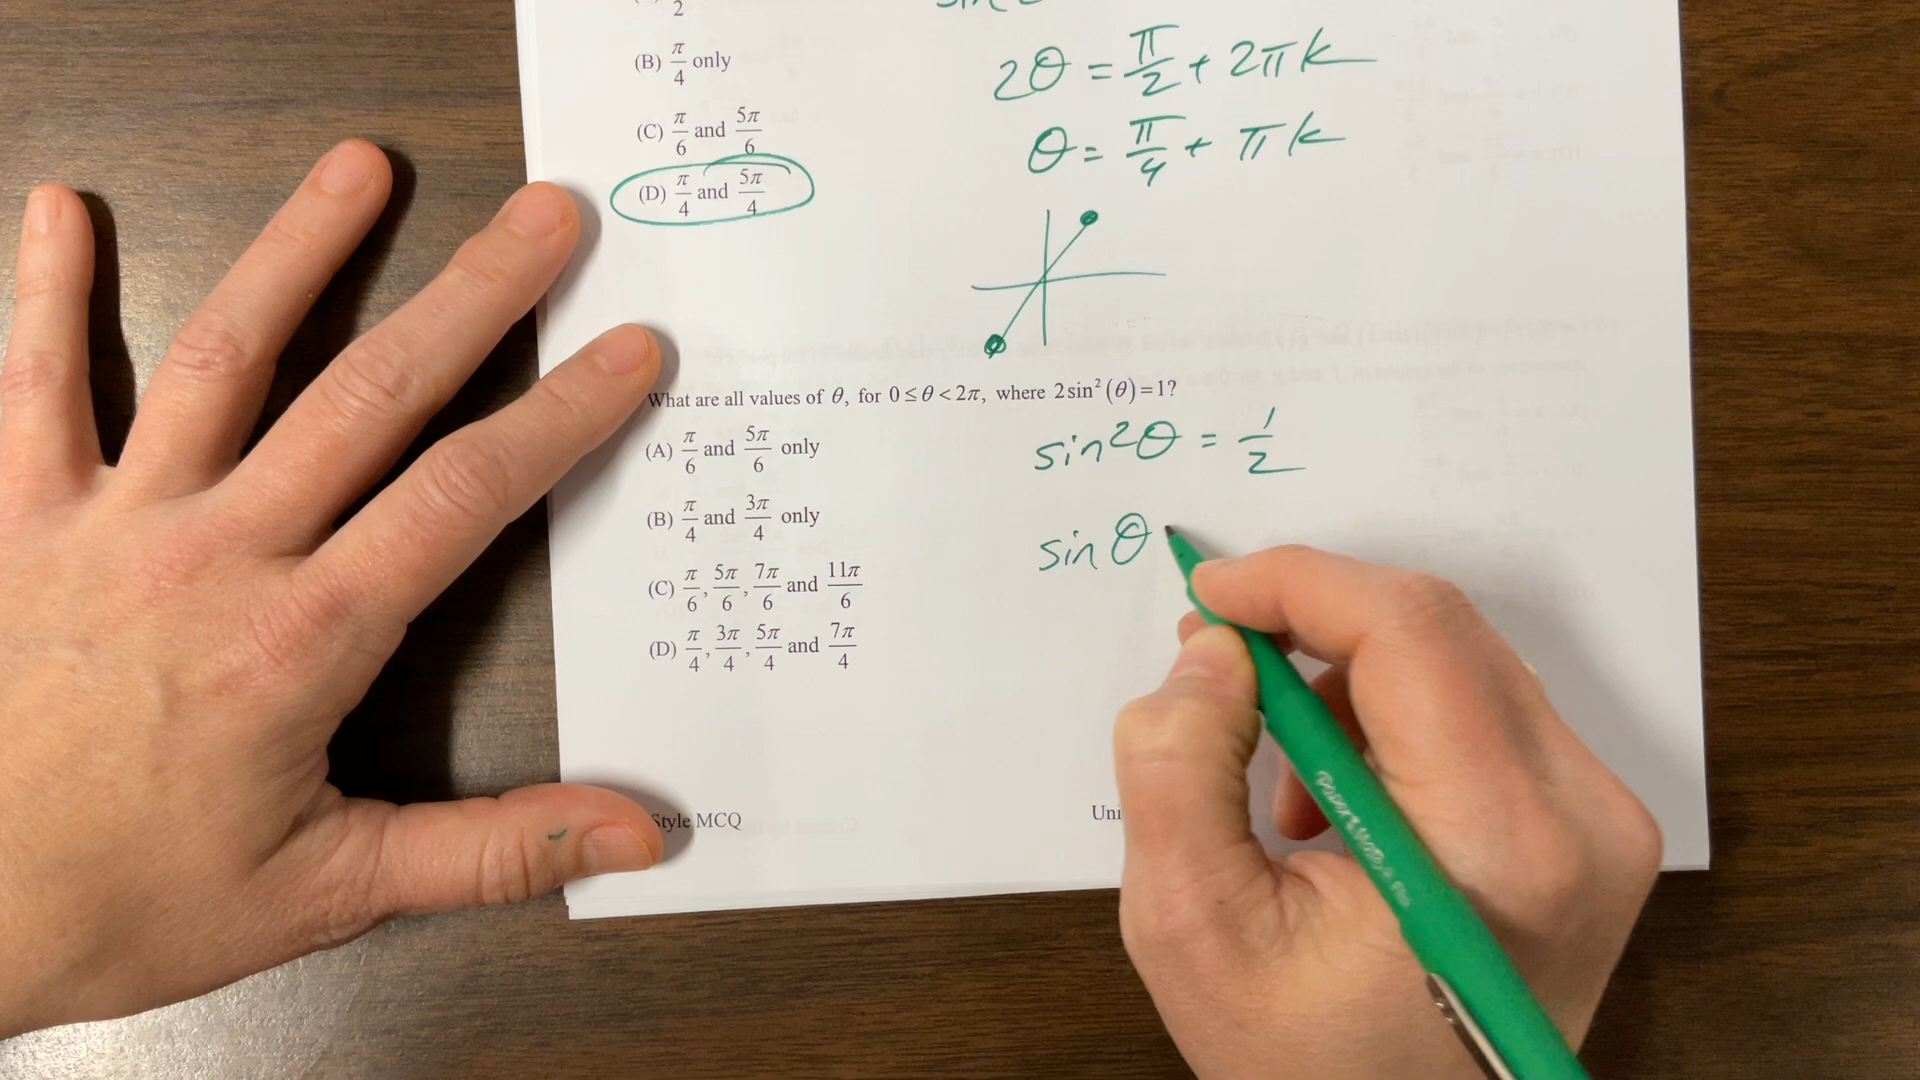 2
(B) π/4 only
2θ = π/2 + 2πk
(C) π/6 and 5π/6
θ = π/4 + πk
(D) π/4 and 5π/4
What are all values of θ, for 0 ≤ θ < 2π, where 2 sin² (θ) = 1?
(A) π/6 and 5π/6 only
sin²θ = 1/2
(B) π/4 and 3π/4 only
sin θ
(C) π/6, 5π/6, 7π/6 and 11π/6
(D) π/4, 3π/4, 5π/4 and 7π/4
Style MCQ
Uni